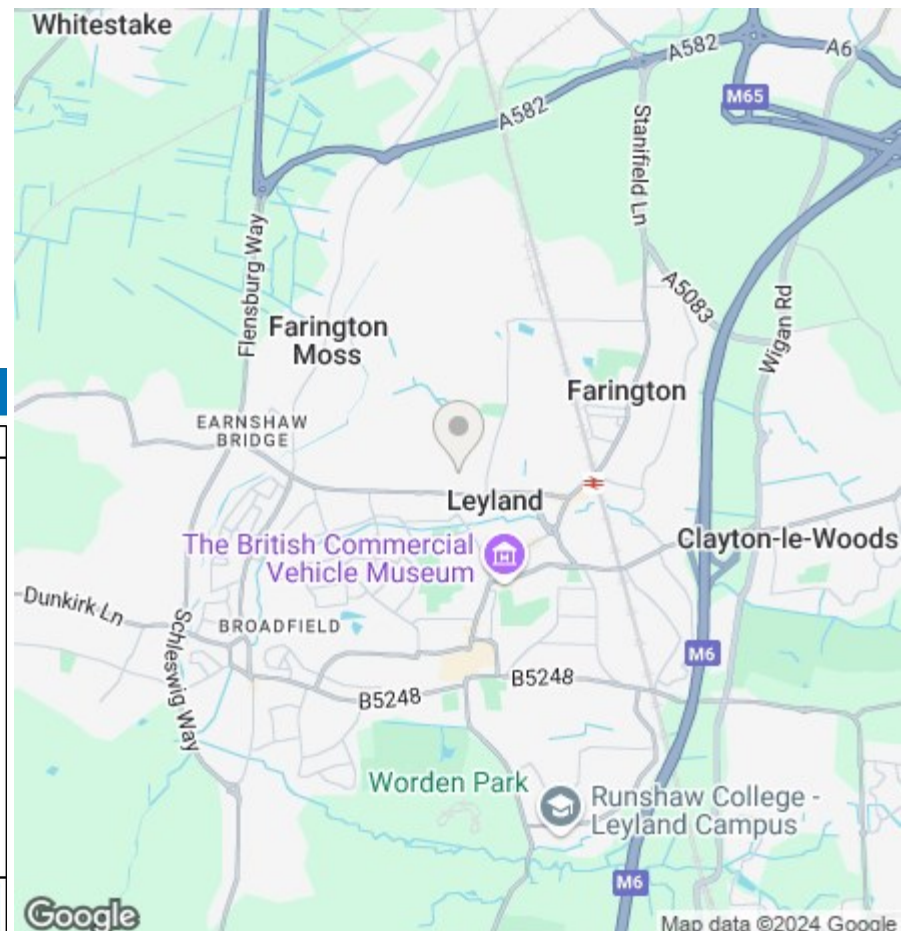 Whitestake
A582
A6
M65
A582
Stanifield Ln
Flensburg Way
A5083
Wigan Rd
Farington
Moss
Farington
EARNSHAW
BRIDGE
Leyland
The British Commercial
Vehicle Museum
Clayton-le-Woods
Dunkirk Ln
Schleswig Way
BROADFIELD
M6
B5248
B5248
Worden Park
Runshaw College -
Leyland Campus
M6
Google
Map data ©2024 Google